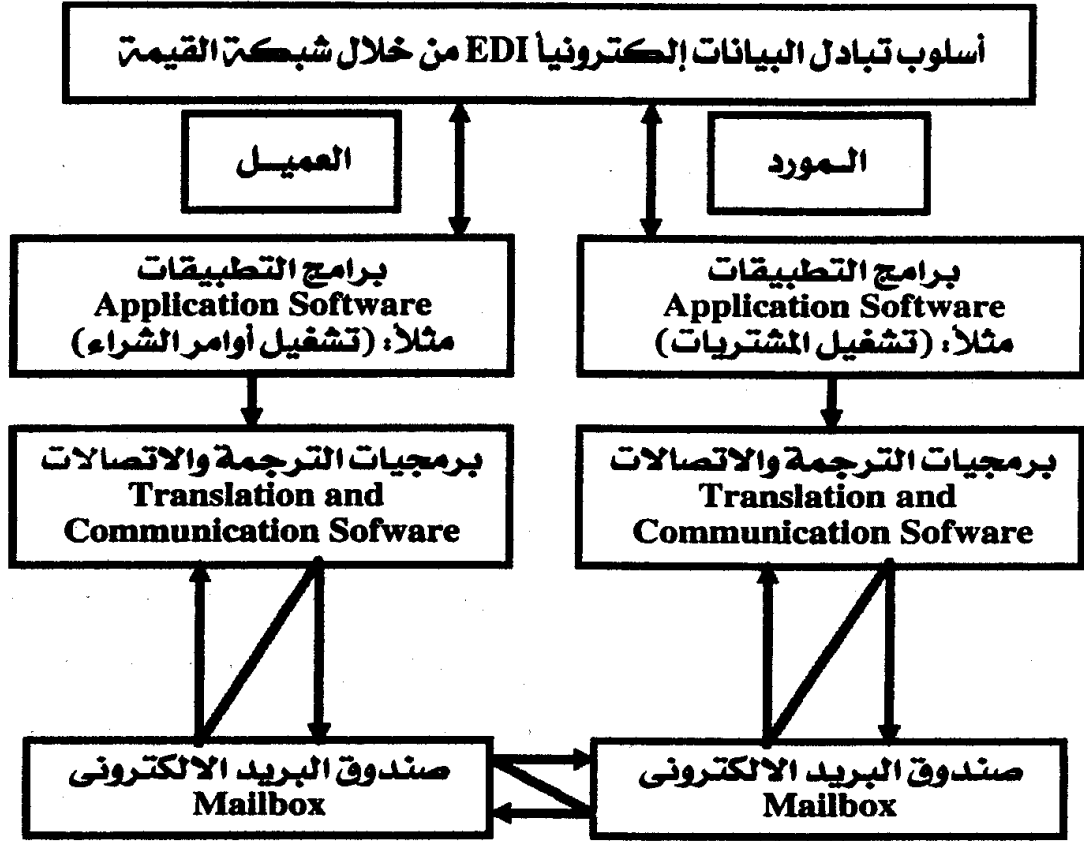 أسلوب تبادل البيانات إلكترونياً EDI من خلال شبكة القيمة
المورد
العميل
برامج التطبيقات
Application Software
مثلاً: (تشغيل المشتريات)
برامج التطبيقات
Application Software
مثلاً: (تشغيل أوامر الشراء)
برمجيات الترجمة والاتصالات
Translation and
Communication Sofware
برمجيات الترجمة والاتصالات
Translation and
Communication Sofware
صندوق البريد الالكترونى
Mailbox
صندوق البريد الالكترونى
Mailbox